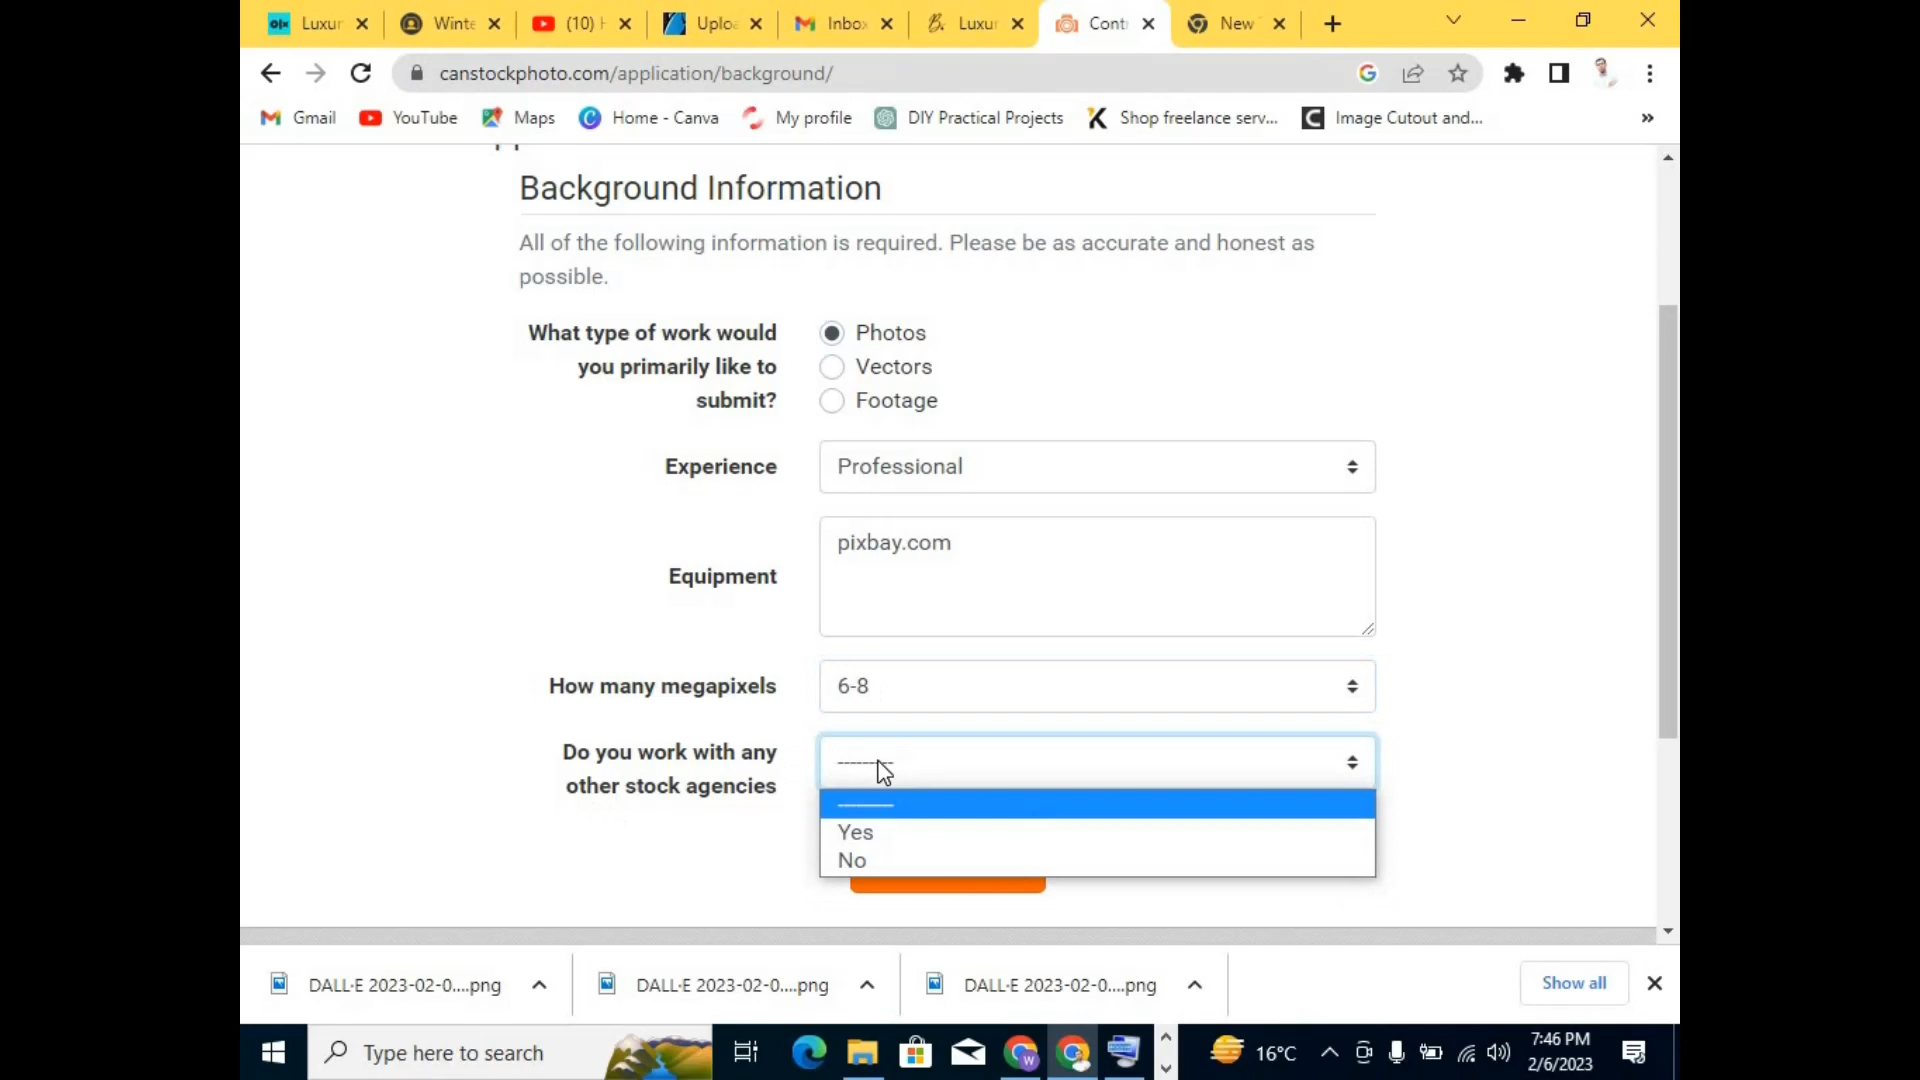 Luxur
Winte
(10) H
Uploa
Inbox
Luxur
Cont
New
canstockphoto.com/application/background/
Gmail
YouTube
Maps
Home - Canva
My profile
DIY Practical Projects
Shop freelance serv...
Image Cutout and...
»
Background Information
All of the following information is required. Please be as accurate and honest as
possible.
What type of work would
you primarily like to
submit?
Photos
Vectors
Footage
Experience
Professional
Equipment
pixbay.com
How many megapixels
6-8
Do you work with any
other stock agencies
---------
---------
Yes
No
DALL·E 2023-02-0....png
DALL·E 2023-02-0....png
DALL·E 2023-02-0....png
Show all
Type here to search
16°C
7:46 PM
2/6/2023